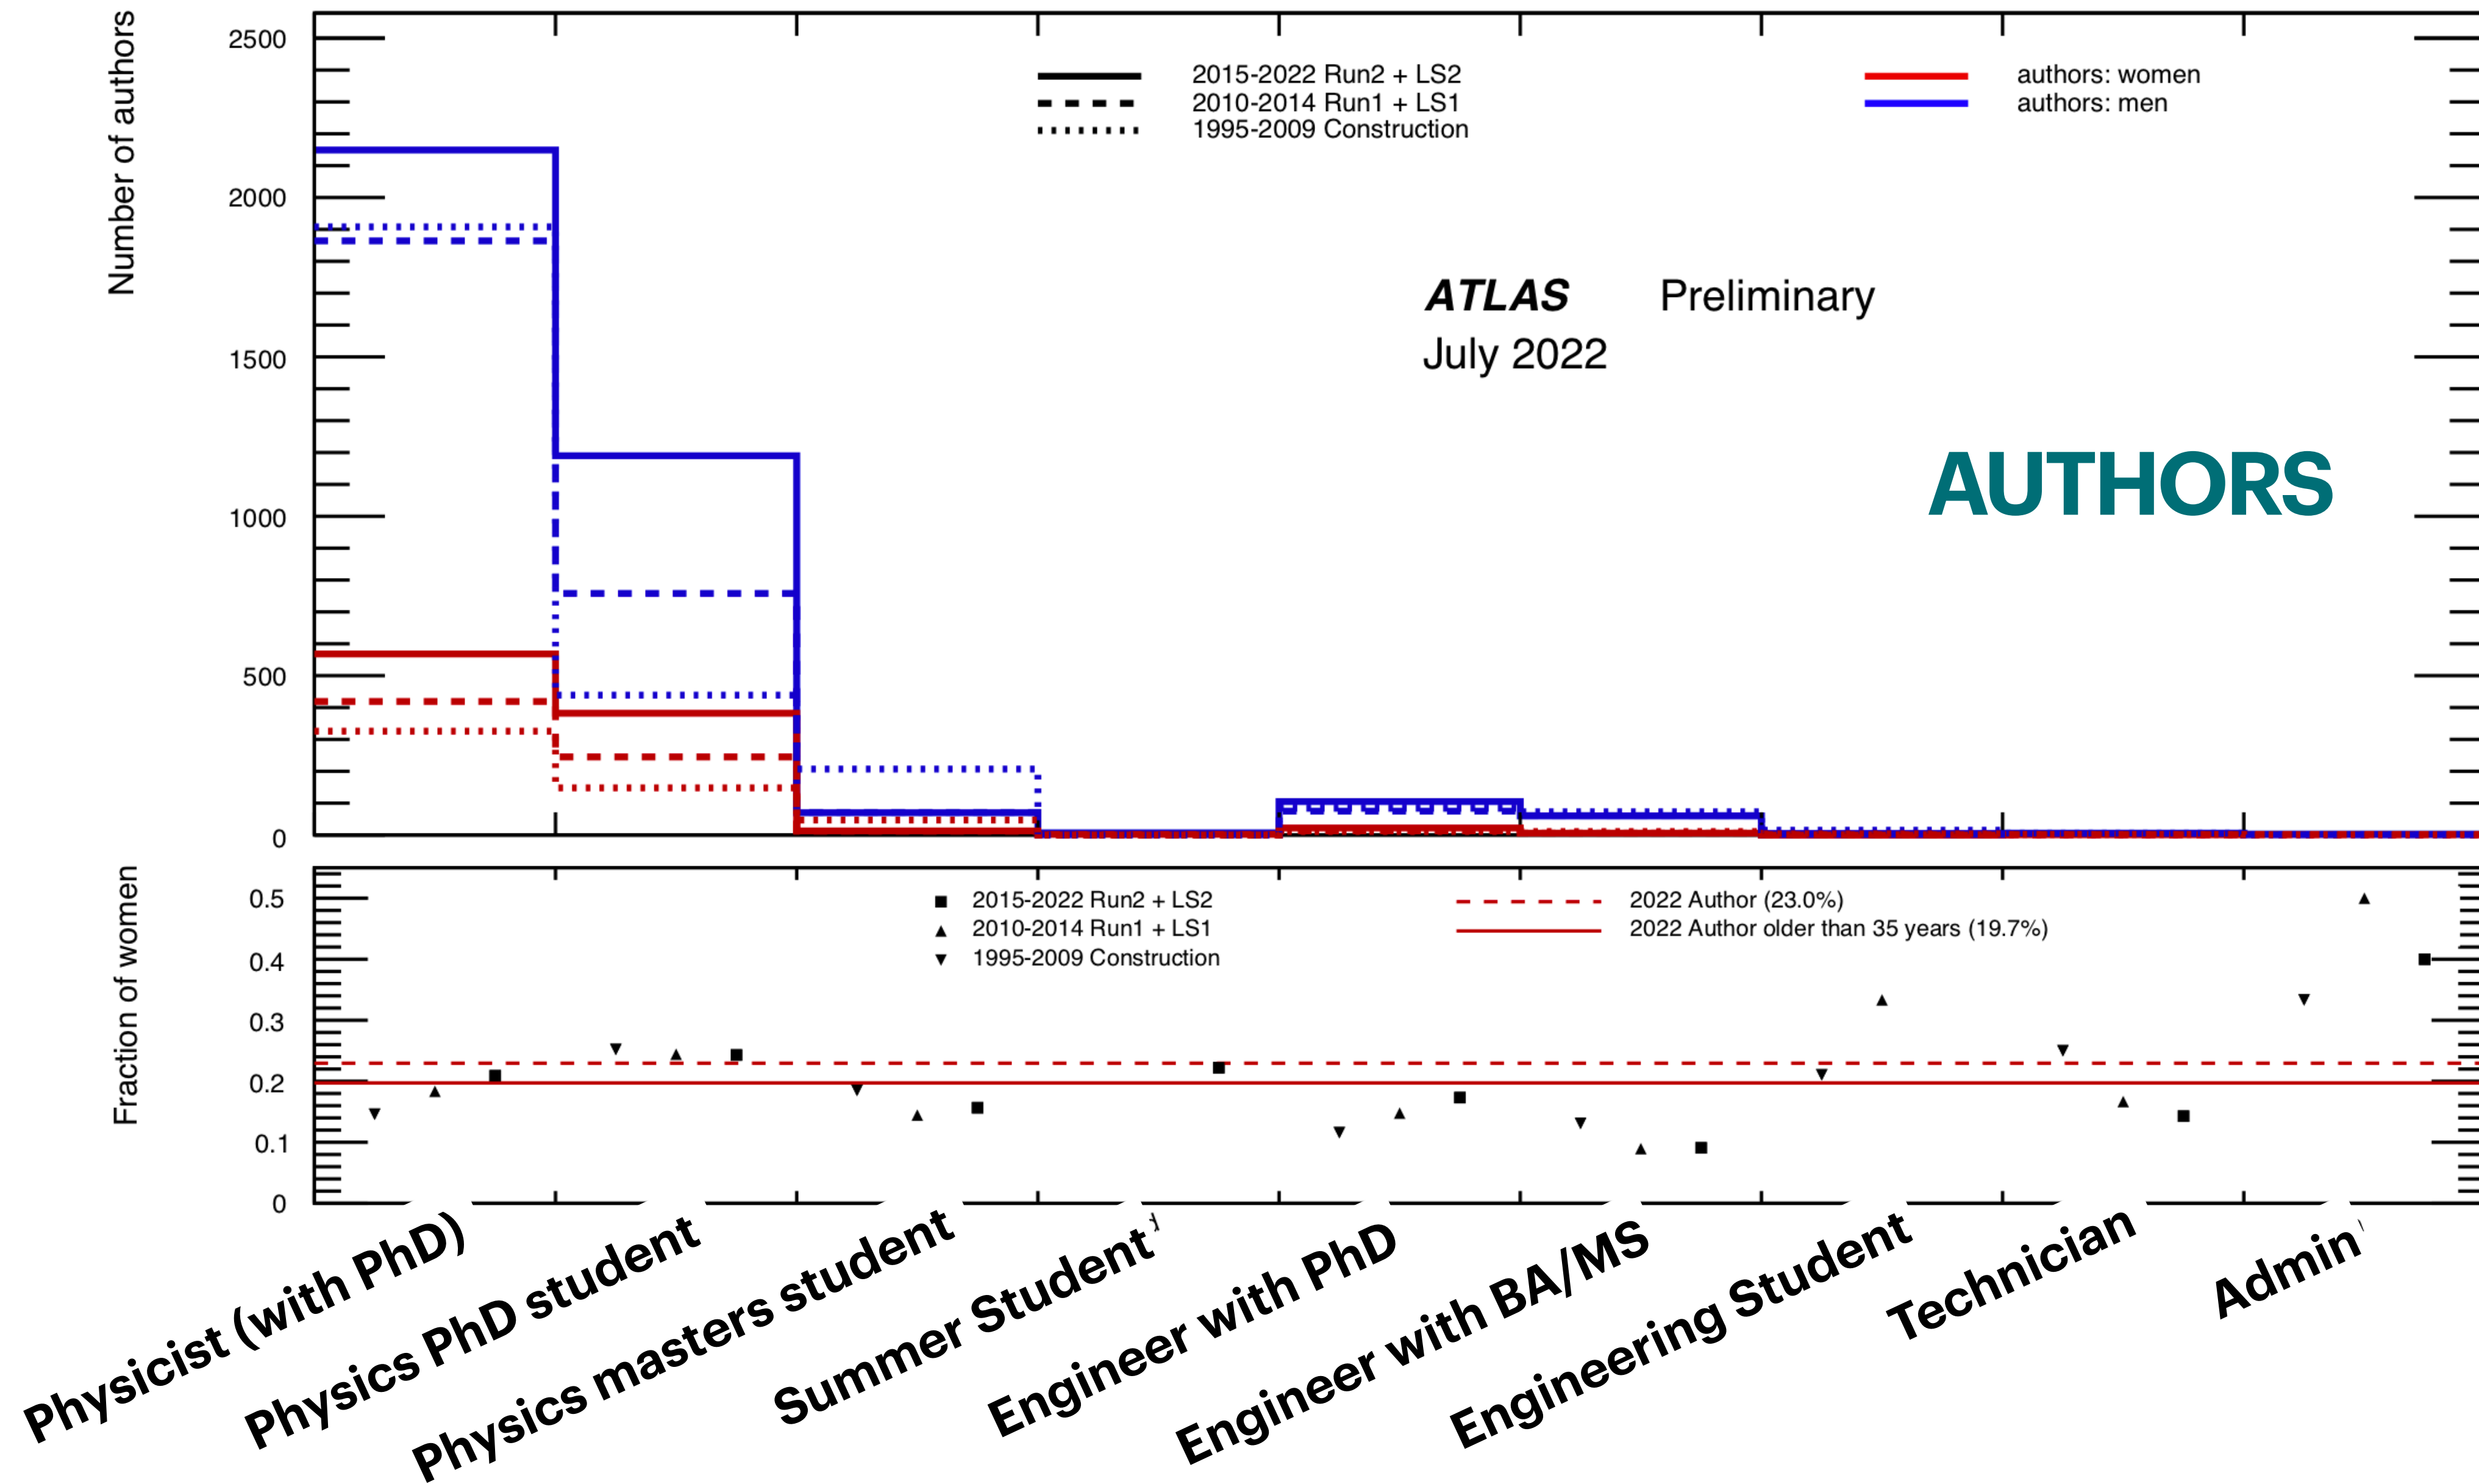 Number of authors
2500
2000
1500
1000
500
0
2015-2022 Run2 + LS2
2010-2014 Run1 + LS1
1995-2009 Construction
authors: women
authors: men
ATLAS Preliminary
July 2022
AUTHORS
Fraction of women
0.5
0.4
0.3
0.2
0.1
0
2015-2022 Run2 + LS2
2010-2014 Run1 + LS1
1995-2009 Construction
2022 Author (23.0%)
2022 Author older than 35 years (19.7%)
Physicist (with PhD)
Physics PhD student
Physics masters student
Summer Student
Engineer with PhD
Engineer with BA/MS
Engineering Student
Technician
Admin